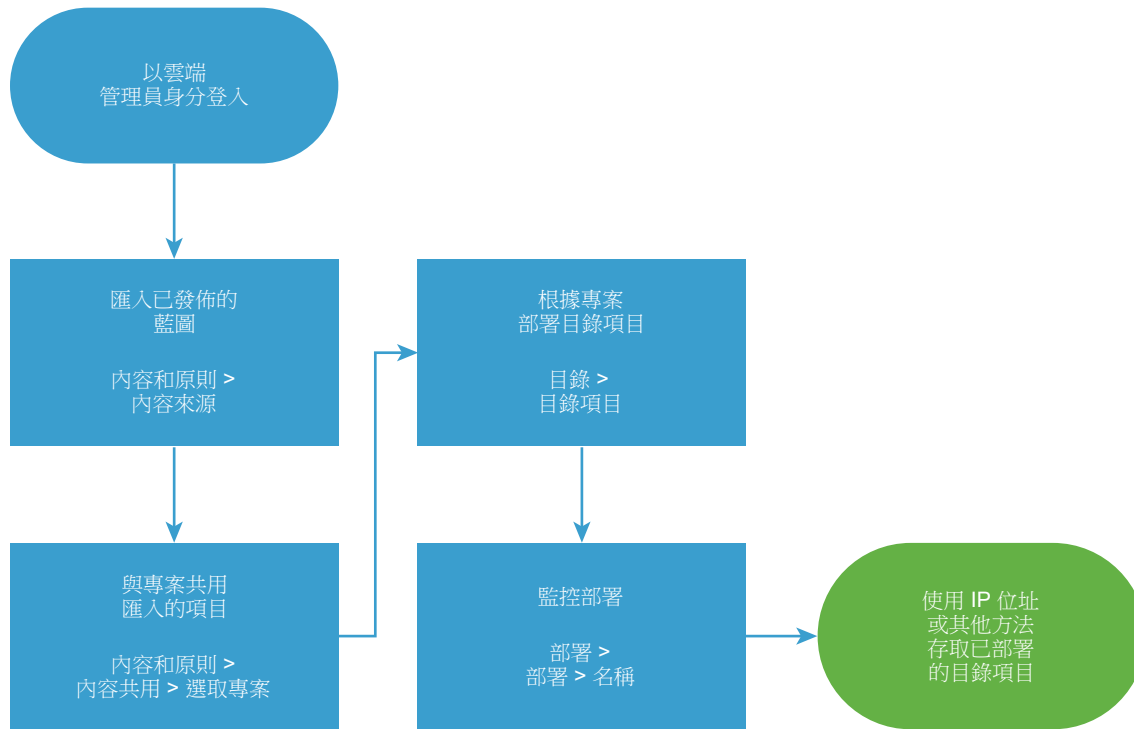 以雲端
管理員身分登入
匯入已發佈的
藍圖
內容和原則 >
內容來源
與專案共用
匯入的項目
內容和原則 >
內容共用 > 選取專案
根據專案
部署目錄項目
目錄 >
目錄項目
監控部署
部署 >
部署 > 名稱
使用 IP 位址
或其他方法
存取已部署
的目錄項目